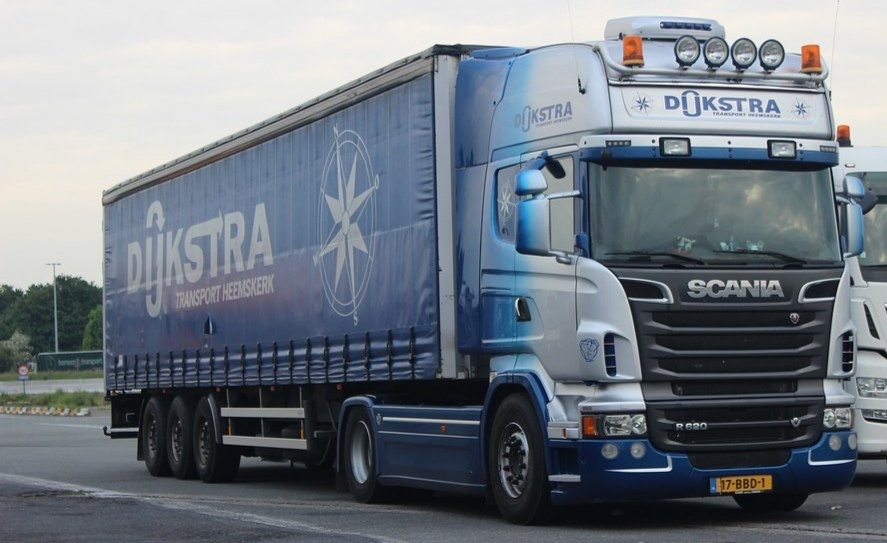 DIJKSTRA
TRANSPORT HEEMSKERK
DIJKSTRA
TRANSPORT HEEMSKERK
DIJKSTRA
TRANSPORT HEEMSKERK
SCANIA
R 620
17-BBD-1